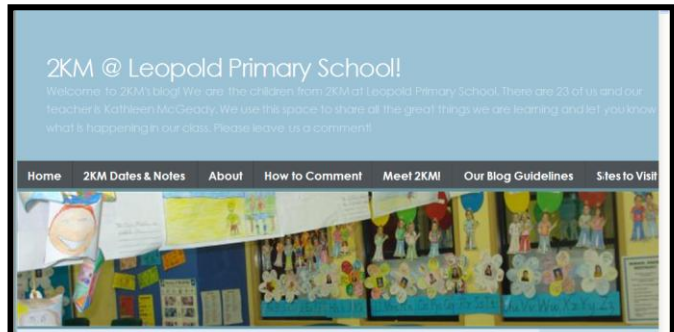 2KM @ Leopold Primary School!
Welcome to 2KM's blog! We are the children from 2KM at Leopold Primary School. There are 23 of us and our
teacher is Kathleen McGeady. We use this space to share all the great things we are learning and let you know
what is happening in our class. Please leave us a comment!
Home 2KM Dates & Notes About How to Comment Meet 2KM! Our Blog Guidelines Sites to Visit